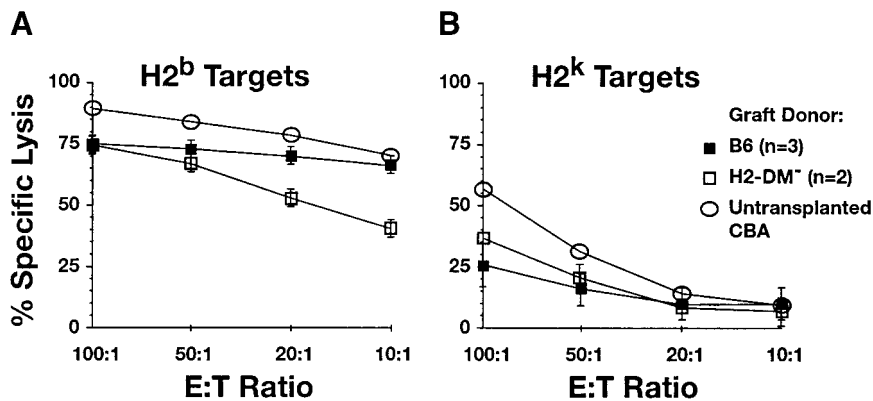 A
H2b Targets
% Specific Lysis
100
75
50
25
0
100:1 50:1 20:1 10:1
E:T Ratio
B
H2k Targets
100
75
50
25
0
100:1 50:1 20:1 10:1
E:T Ratio
Graft Donor:
B6 (n=3)
H2-DM- (n=2)
Untransplanted
CBA